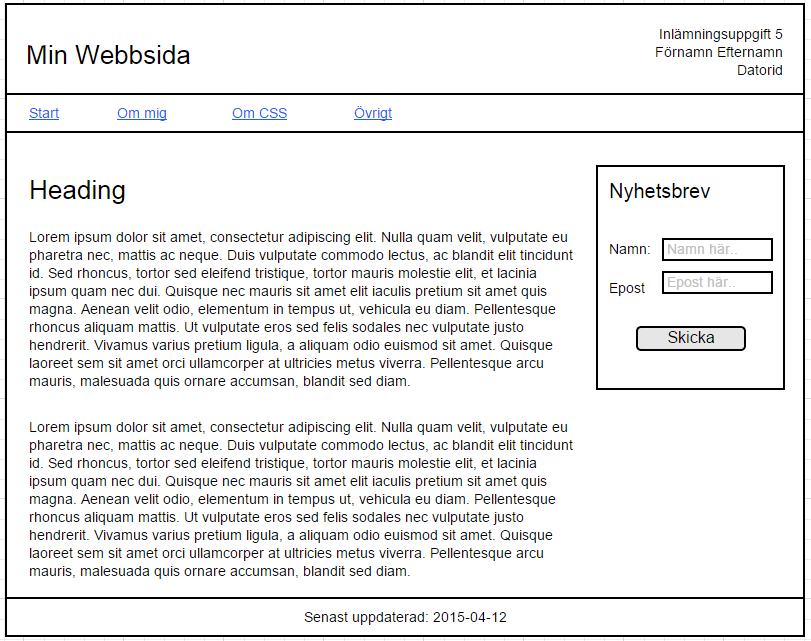 Min Webbsida
Inlämningsuppgift 5
Förnamn Efternamn
Datorid
Start Om mig Om CSS Övrigt
Heading
Lorem ipsum dolor sit amet, consectetur adipiscing elit. Nulla quam velit, vulputate eu
pharetra nec, mattis ac neque. Duis vulputate commodo lectus, ac blandit elit tincidunt
id. Sed rhoncus, tortor sed eleifend tristique, tortor mauris molestie elit, et lacinia
ipsum quam nec dui. Quisque nec mauris sit amet elit iaculis pretium sit amet quis
magna. Aenean velit odio, elementum in tempus ut, vehicula eu diam. Pellentesque
rhoncus aliquam mattis. Ut vulputate eros sed felis sodales nec vulputate justo
hendrerit. Vivamus varius pretium ligula, a aliquam odio euismod sit amet. Quisque
laoreet sem sit amet orci ullamcorper at ultricies metus viverra. Pellentesque arcu
mauris, malesuada quis ornare accumsan, blandit sed diam.
Lorem ipsum dolor sit amet, consectetur adipiscing elit. Nulla quam velit, vulputate eu
pharetra nec, mattis ac neque. Duis vulputate commodo lectus, ac blandit elit tincidunt
id. Sed rhoncus, tortor sed eleifend tristique, tortor mauris molestie elit, et lacinia
ipsum quam nec dui. Quisque nec mauris sit amet elit iaculis pretium sit amet quis
magna. Aenean velit odio, elementum in tempus ut, vehicula eu diam. Pellentesque
rhoncus aliquam mattis. Ut vulputate eros sed felis sodales nec vulputate justo
hendrerit. Vivamus varius pretium ligula, a aliquam odio euismod sit amet. Quisque
laoreet sem sit amet orci ullamcorper at ultricies metus viverra. Pellentesque arcu
mauris, malesuada quis ornare accumsan, blandit sed diam.
Nyhetsbrev
Namn: Namn här..
Epost Epost här..
Skicka
Senast uppdaterad: 2015-04-12